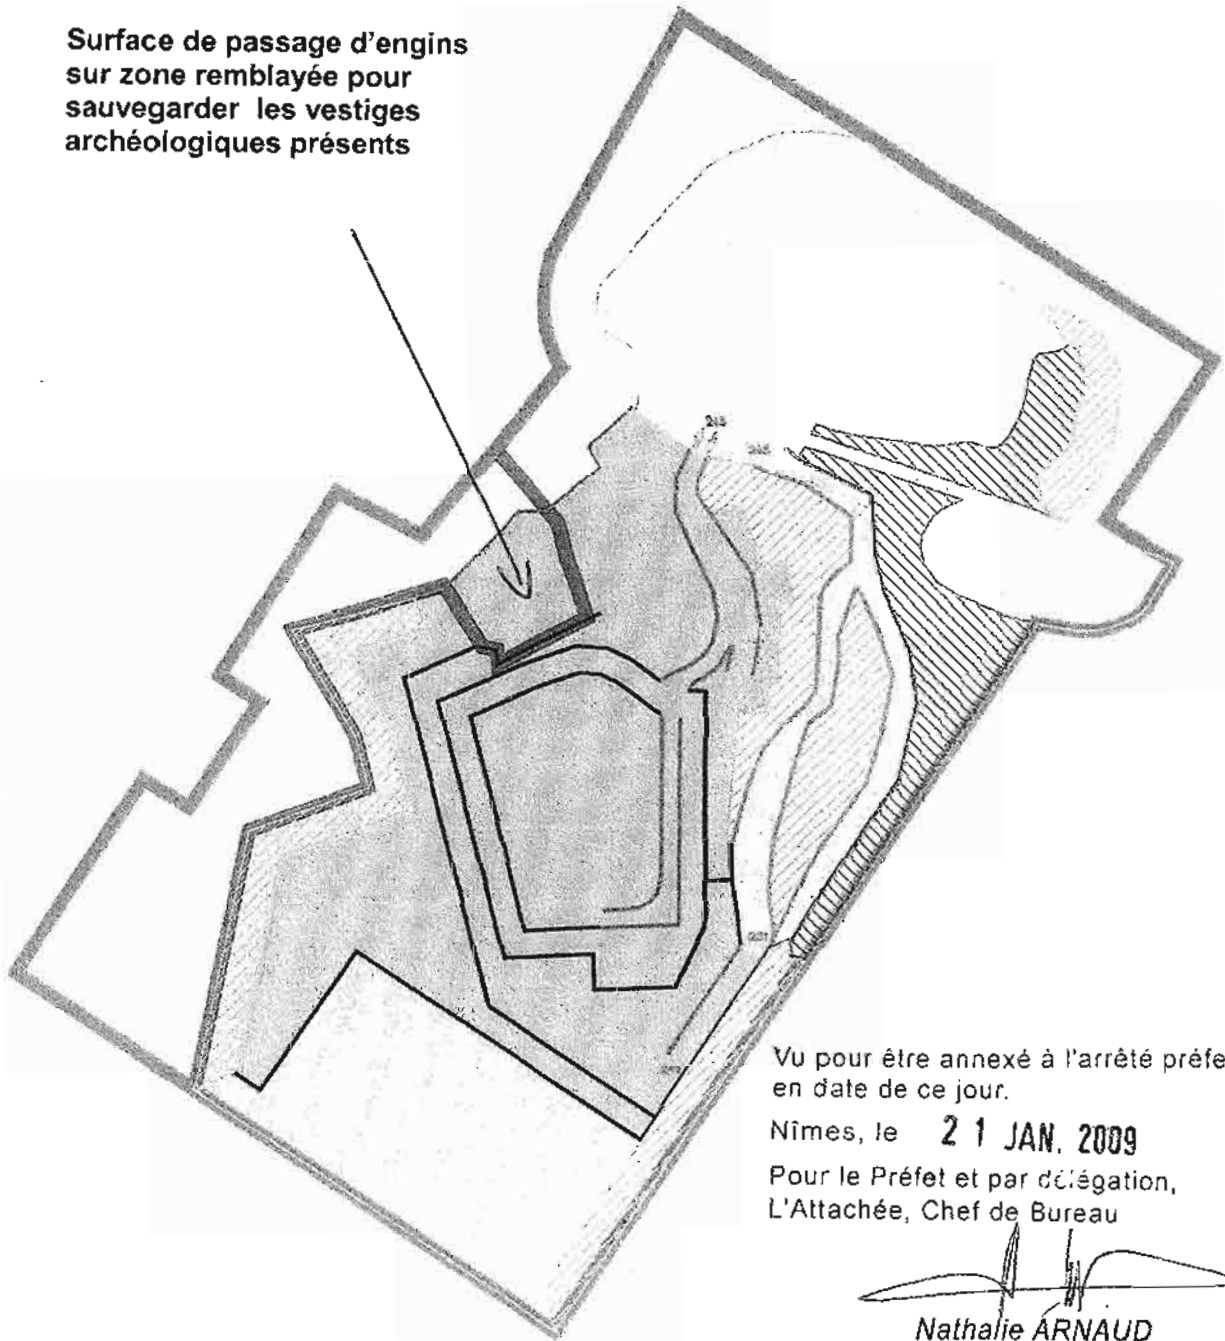 Surface de passage d'engins
sur zone remblayée pour
sauvegarder les vestiges
archéologiques présents
Vu pour être annexé à l'arrêté préfe
en date de ce jour.
Nîmes, le 21 JAN. 2009
Pour le Préfet et par délégation,
L'Attachée, Chef de Bureau
Nathalie ARNAUD